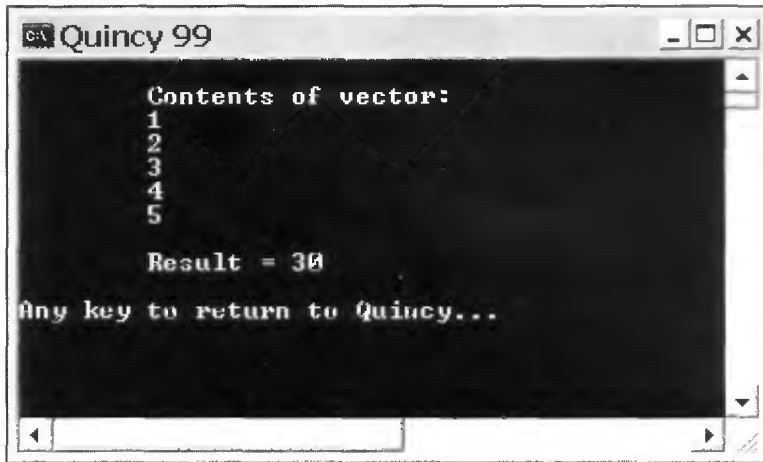 Quincy 99
Contents of vector:
1
2
3
4
5
Result = 30
Any key to return to Quincy...